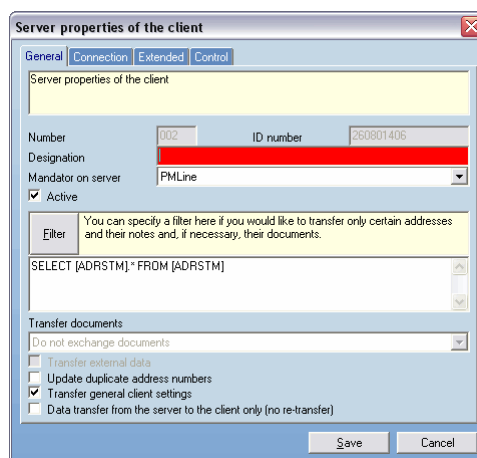 Server properties of the client
General Connection Extended Control
Server properties of the client
Number 002 ID number 260801406
Designation
Mandator on server PMLine
Active
Filter You can specify a filter here if you would like to transfer only certain addresses
and their notes and, if necessary, their documents.
SELECT [ADRSTM].* FROM [ADRSTM]
Transfer documents
Do not exchange documents
Transfer external data
Update duplicate address numbers
Transfer general client settings
Data transfer from the server to the client only (no re-transfer)
Save Cancel